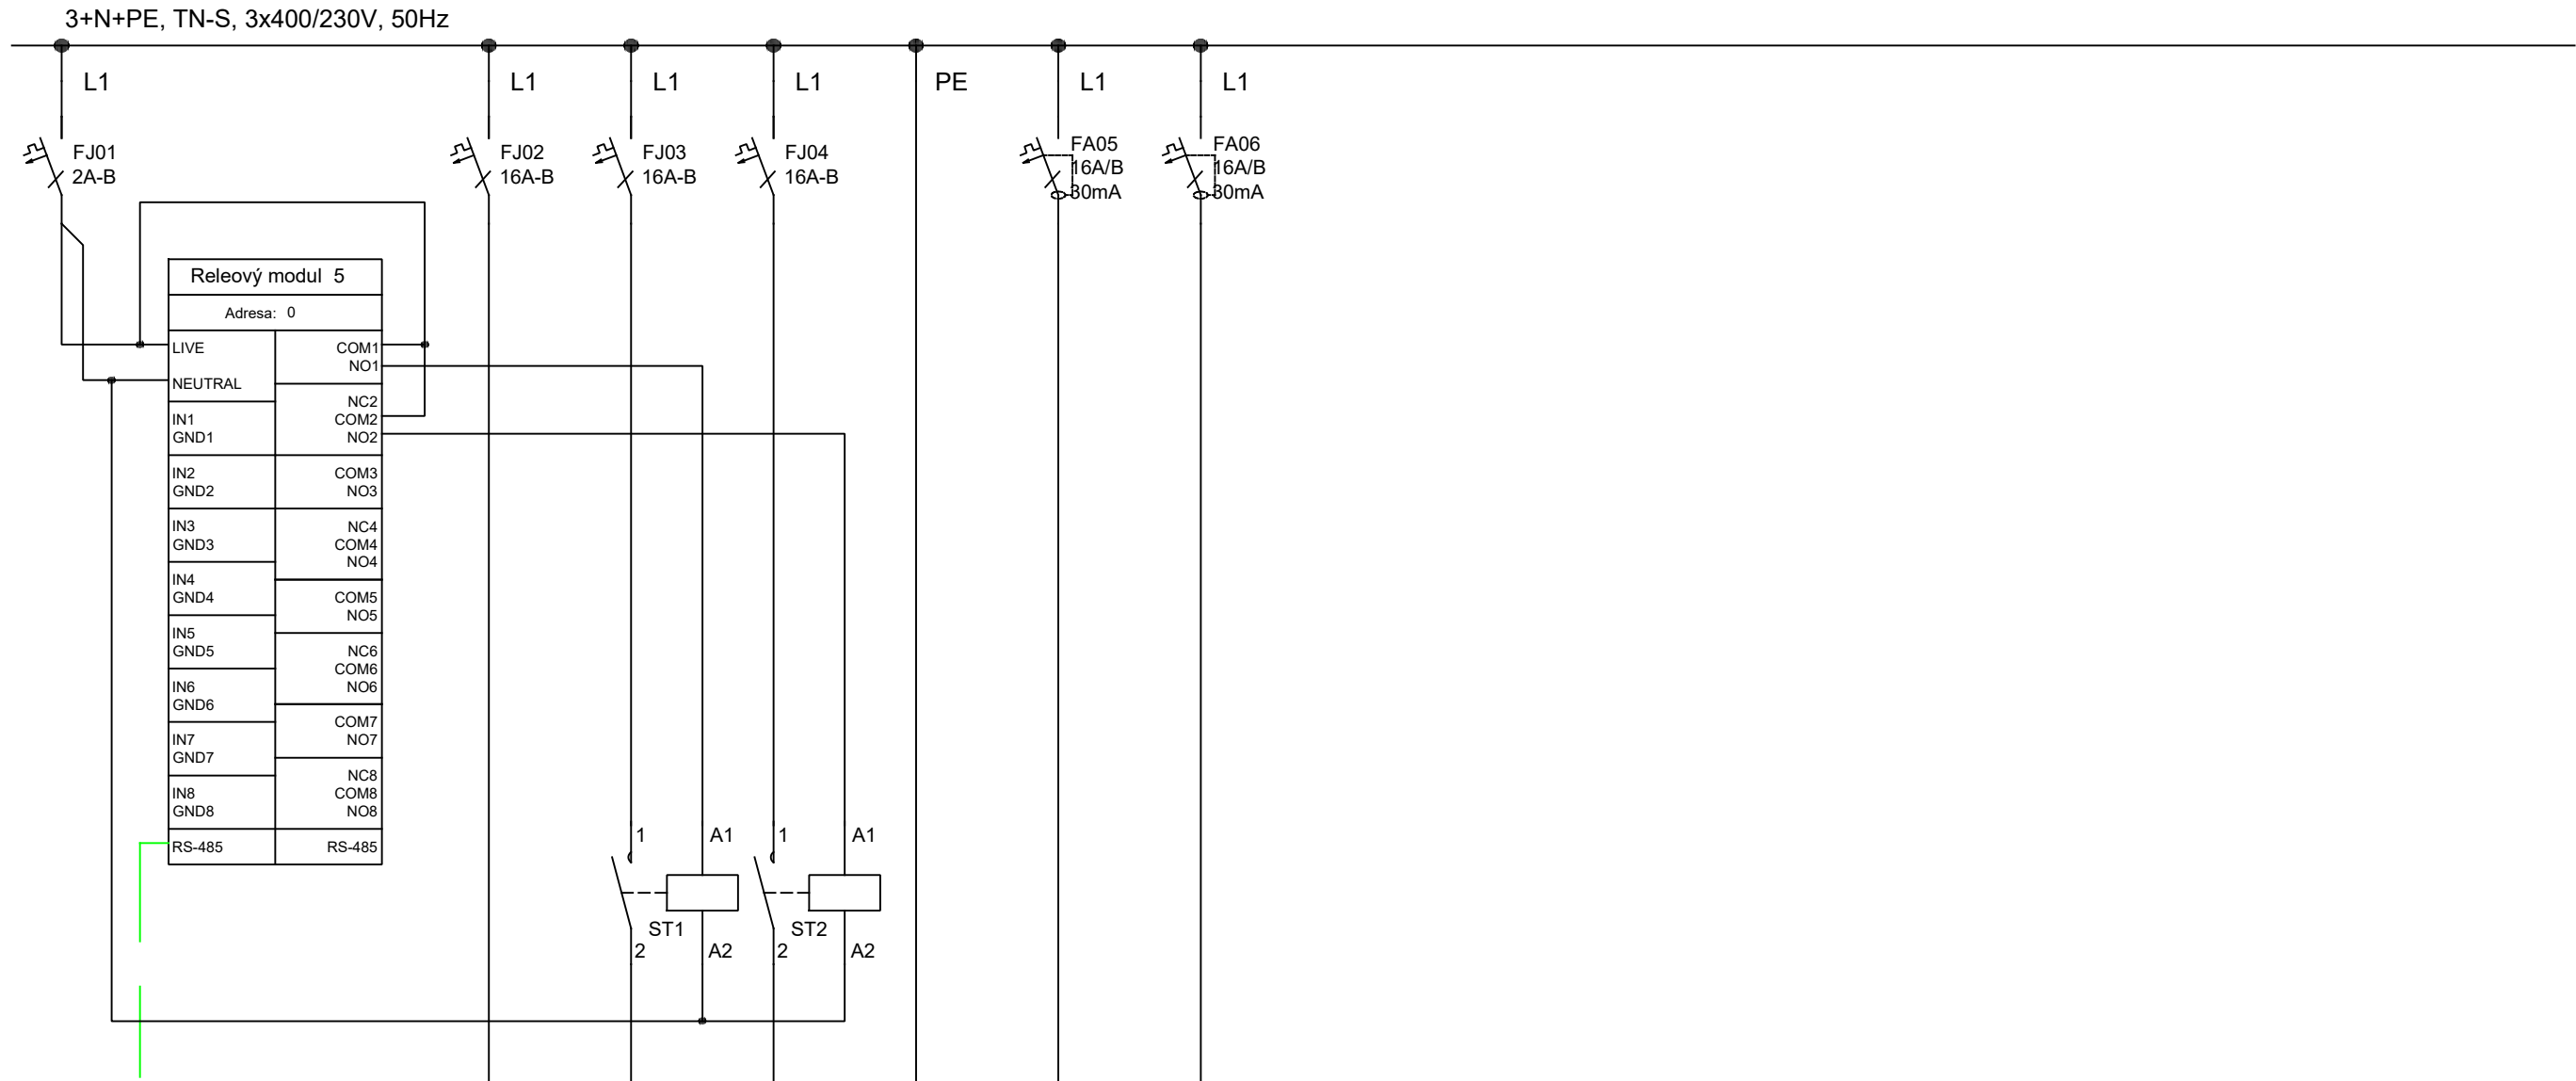 3+N+PE, TN-S, 3x400/230V, 50Hz
L1
L1
L1
L1
PE
L1
L1
FJ01
2A-B
FJ02
16A-B
FJ03
16A-B
FJ04
16A-B
FA05
16A/B
30mA
FA06
16A/B
30mA
Releový modul 5
Adresa: 0
LIVE
NEUTRAL
IN1
GND1
IN2
GND2
IN3
GND3
IN4
GND4
IN5
GND5
IN6
GND6
IN7
GND7
IN8
GND8
RS-485
COM1
NO1
NC2
COM2
NO2
COM3
NO3
NC4
COM4
NO4
COM5
NO5
NC6
COM6
NO6
COM7
NO7
NC8
COM8
NO8
RS-485
1
A1
ST1
2
A2
1
A1
ST2
2
A2